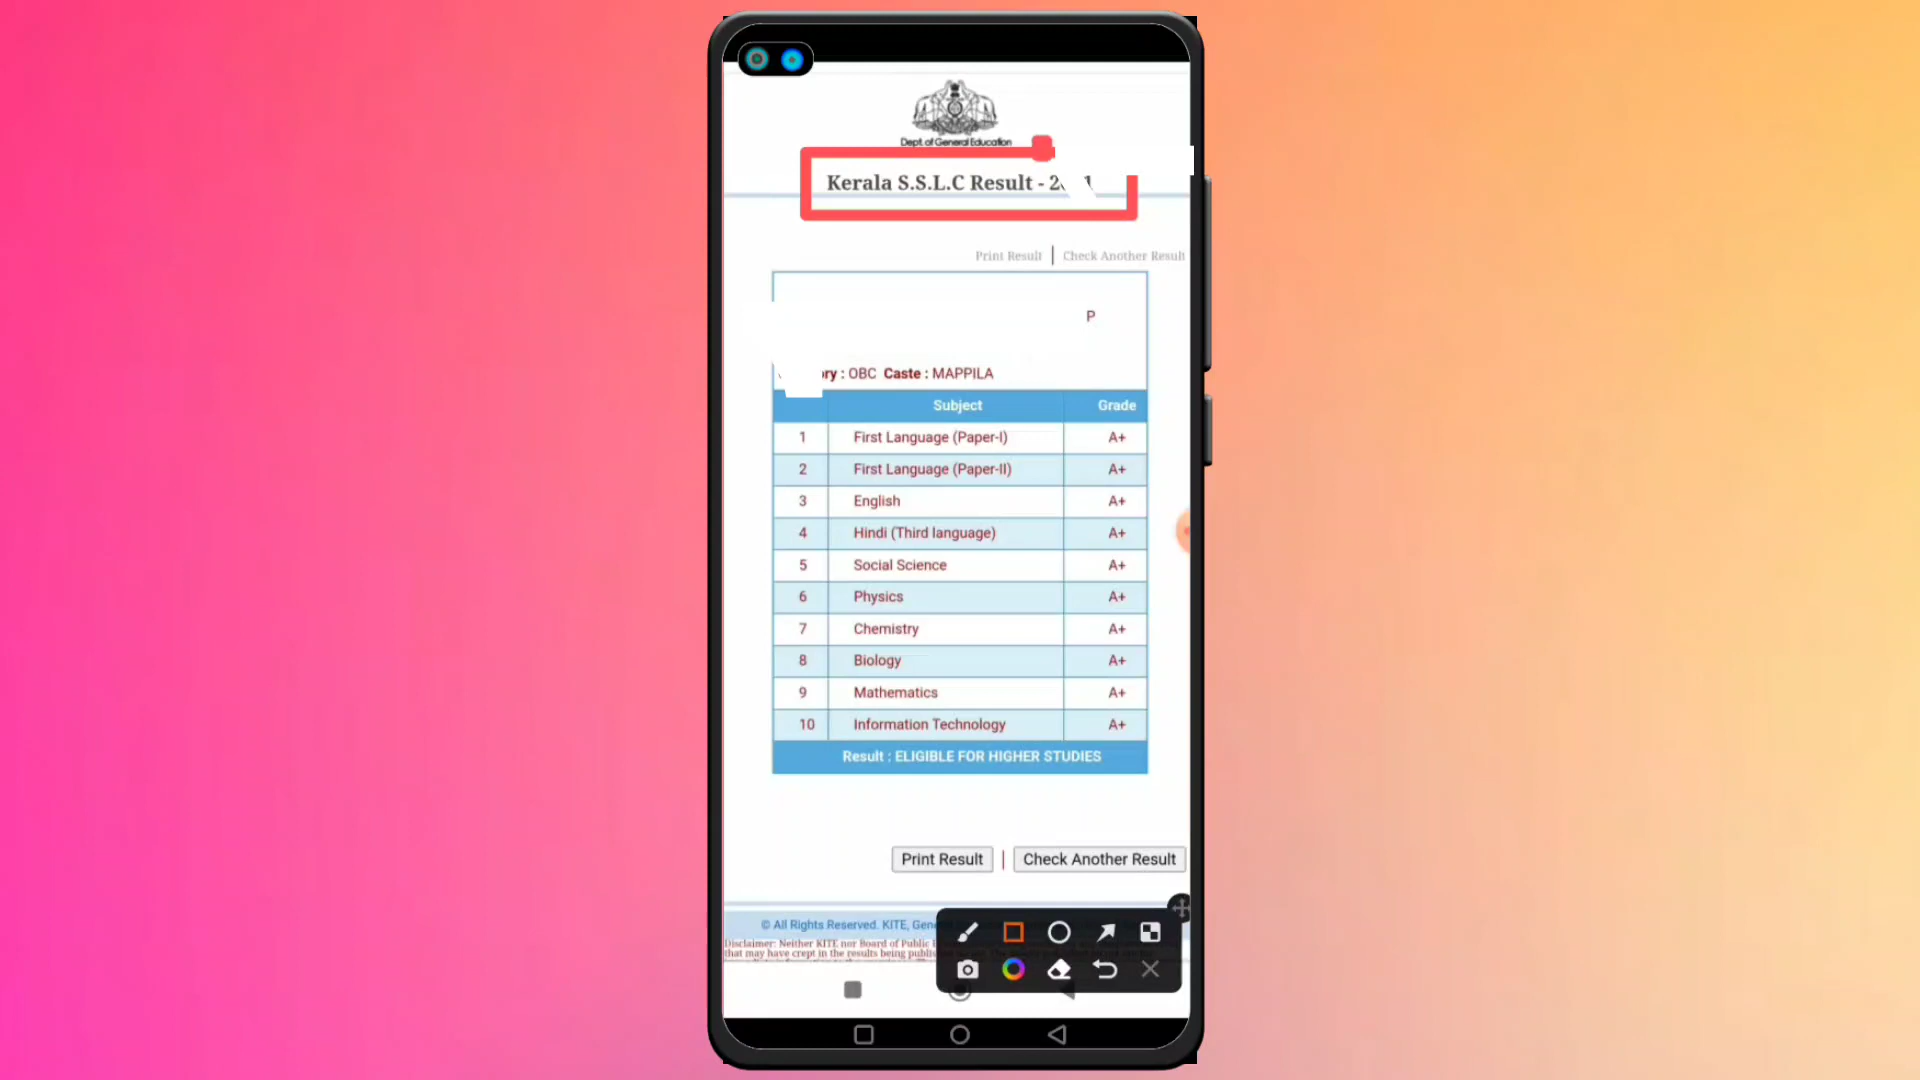 Dept. of General Education
Kerala S.S.L.C Result -
Print Result | Check Another Result
P
ry : OBC Caste : MAPPILA
Subject Grade
1 First Language (Paper-I) A+
2 First Language (Paper-II) A+
3 English A+
4 Hindi (Third language) A+
5 Social Science A+
6 Physics A+
7 Chemistry A+
8 Biology A+
9 Mathematics A+
10 Information Technology A+
Result : ELIGIBLE FOR HIGHER STUDIES
Print Result | Check Another Result
© All Rights Reserved. KITE, Gene
Disclaimer: Neither KITE nor Board of Public
that may have crept in the results being publis